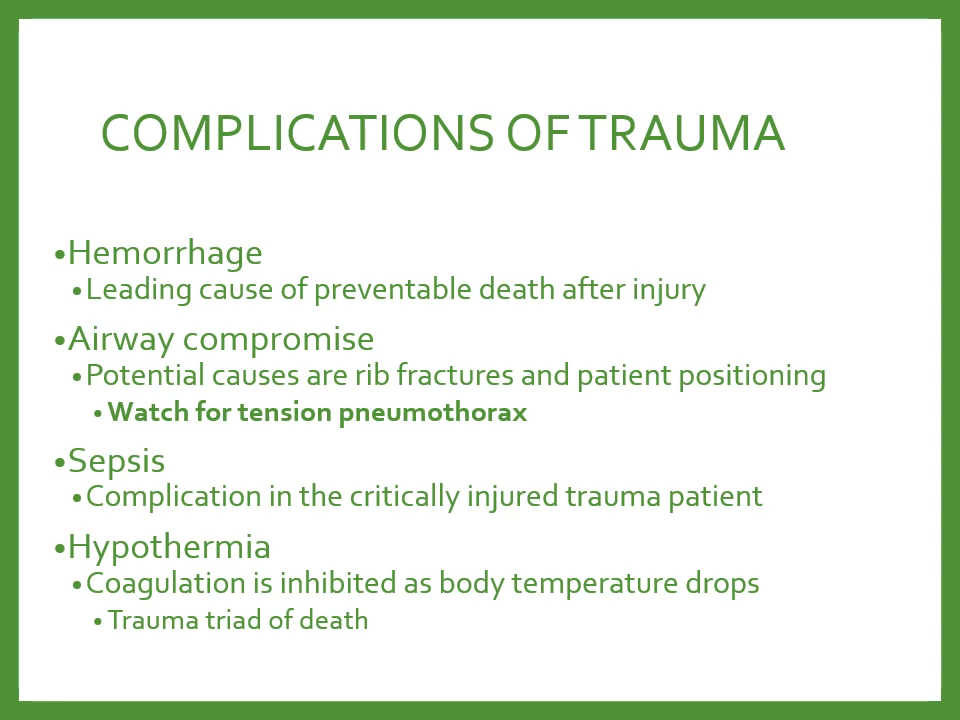 COMPLICATIONS OF TRAUMA
•Hemorrhage
•Leading cause of preventable death after injury
•Airway compromise
•Potential causes are rib fractures and patient positioning
•Watch for tension pneumothorax
•Sepsis
•Complication in the critically injured trauma patient
•Hypothermia
•Coagulation is inhibited as body temperature drops
•Trauma triad of death